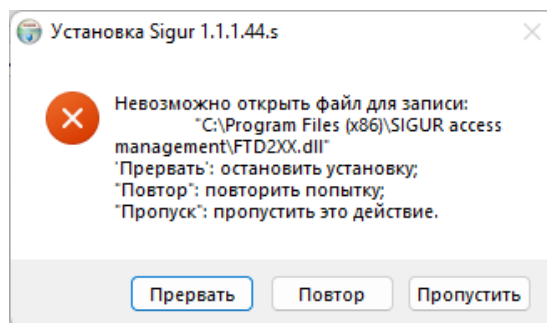 Установка Sigur 1.1.1.44.s
Невозможно открыть файл для записи:
"C:\Program Files (x86)\SIGUR access
management\FTD2XX.dll"
'Прервать': остановить установку;
"Повтор": повторить попытку;
"Пропуск": пропустить это действие.
Прервать Повтор Пропустить